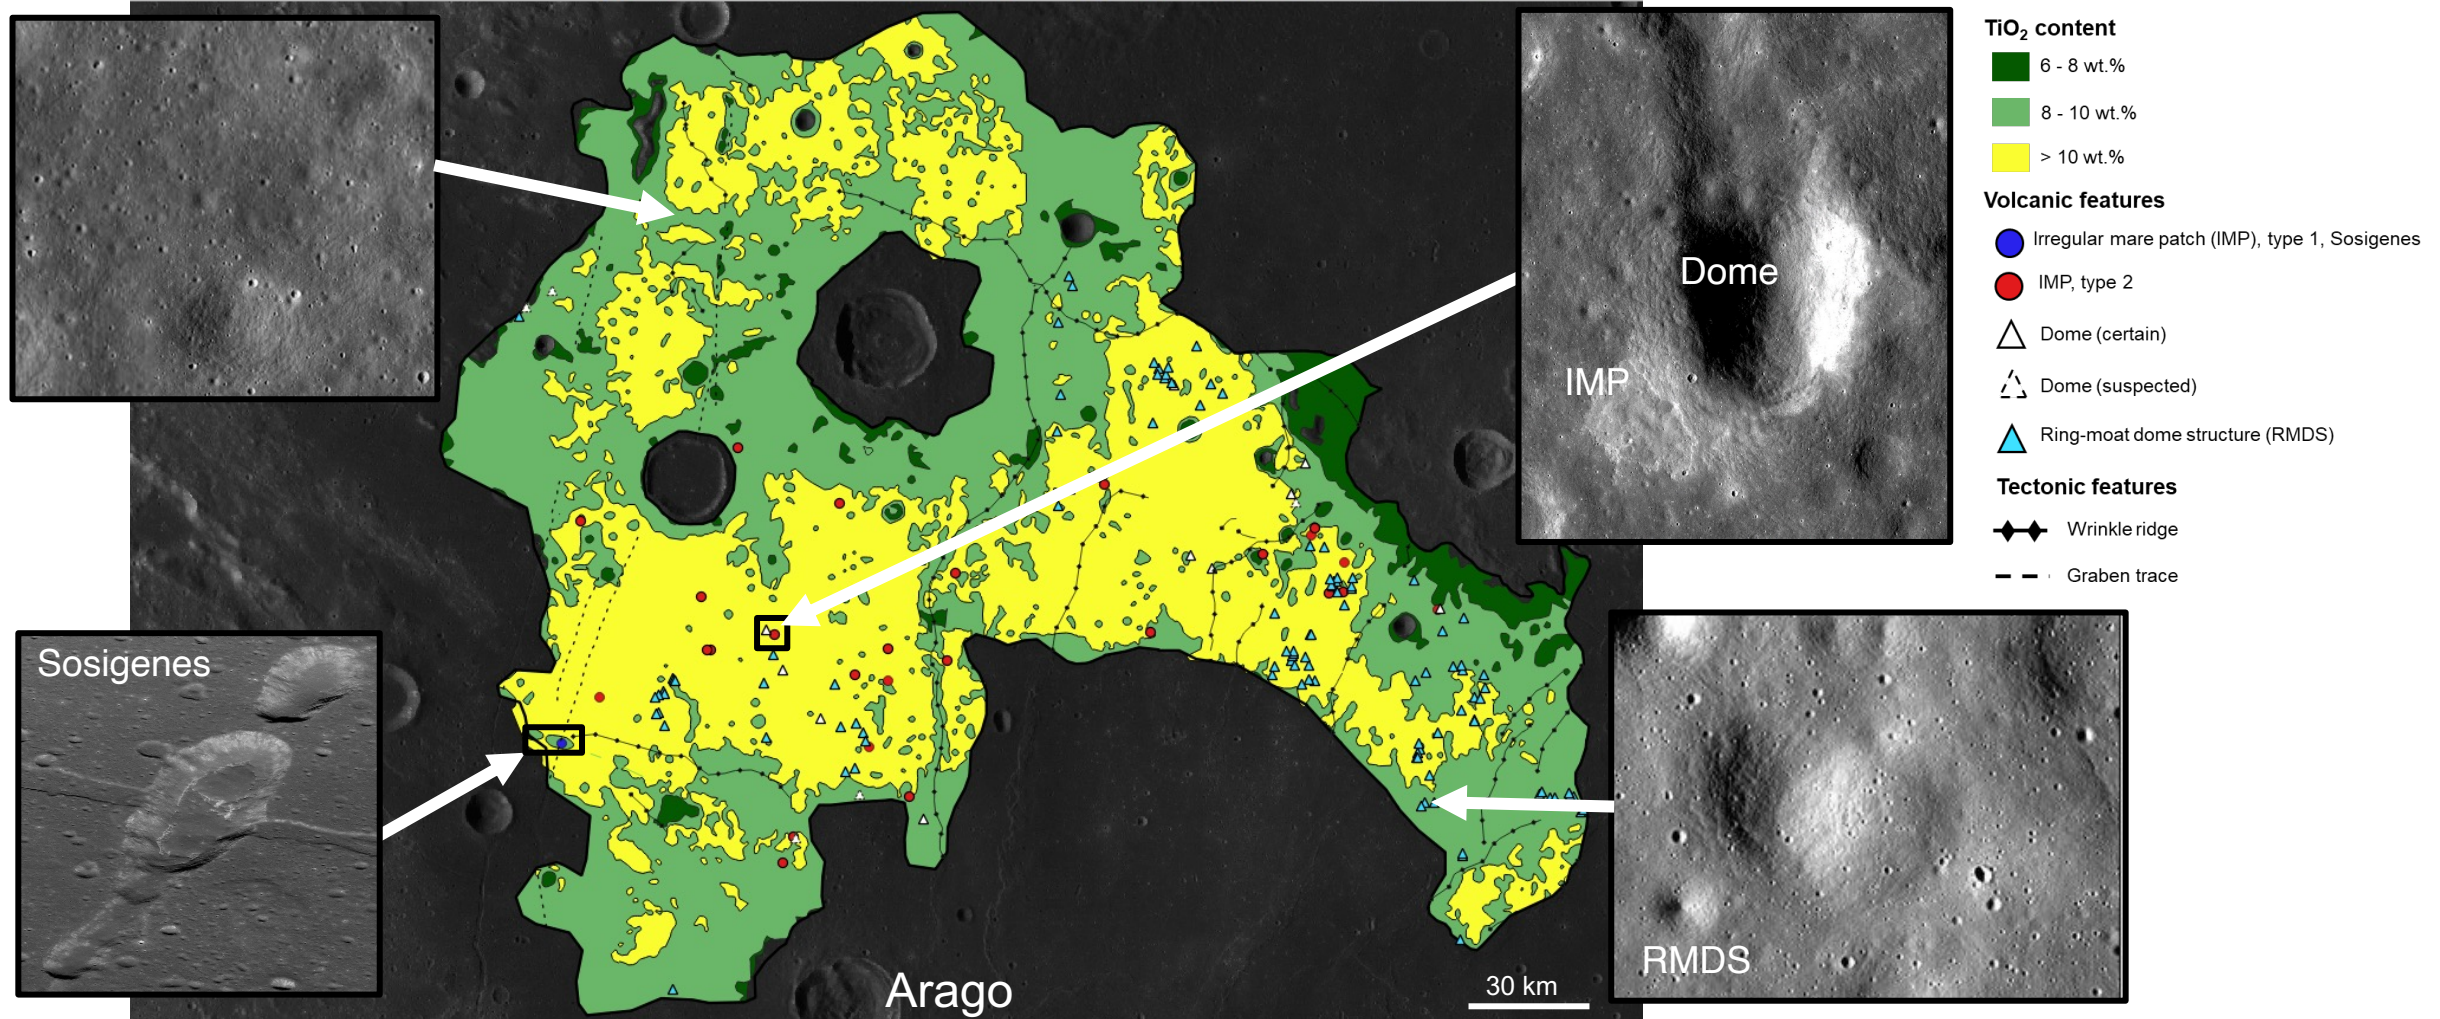 TiO₂ content
6 - 8 wt.%
8 - 10 wt.%
> 10 wt.%
Volcanic features
Irregular mare patch (IMP), type 1, Sosigenes
IMP, type 2
Dome (certain)
Dome (suspected)
Ring-moat dome structure (RMDS)
Tectonic features
Wrinkle ridge
Graben trace
Dome
IMP
Sosigenes
RMDS
Arago
30 km